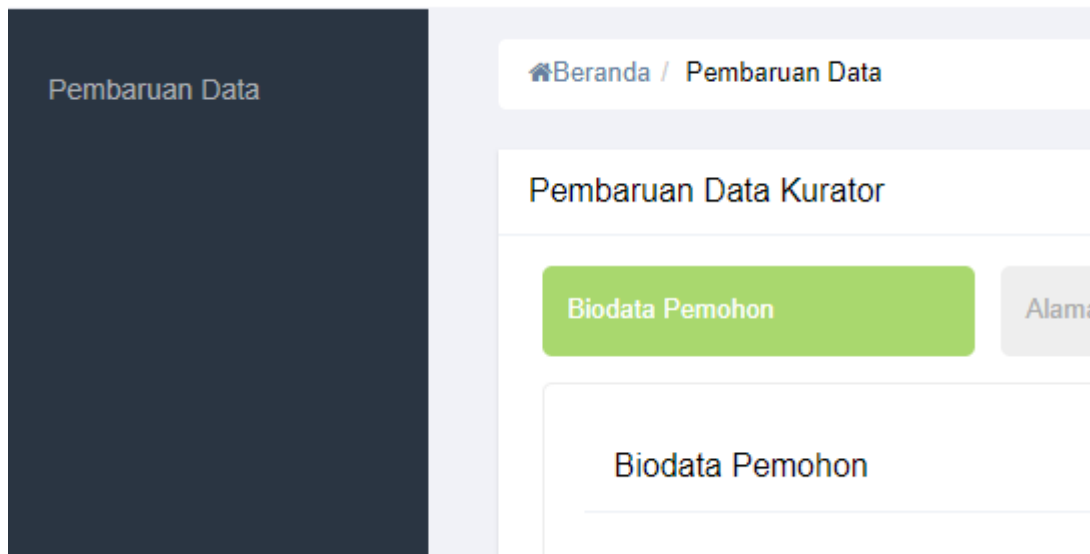 Pembaruan Data
Beranda / Pembaruan Data
Pembaruan Data Kurator
Biodata Pemohon
Biodata Pemohon